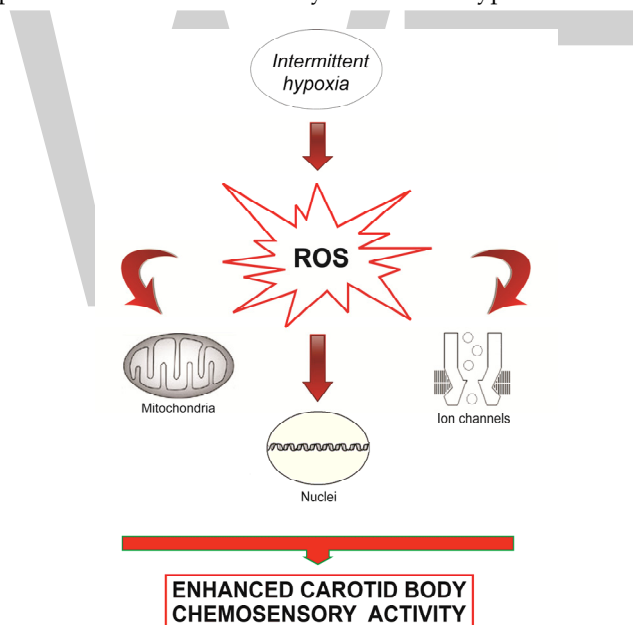 Intermittent
hypoxia
ROS
Mitochondria
Ion channels
Nuclei
ENHANCED CAROTID BODY
CHEMOSENSORY ACTIVITY